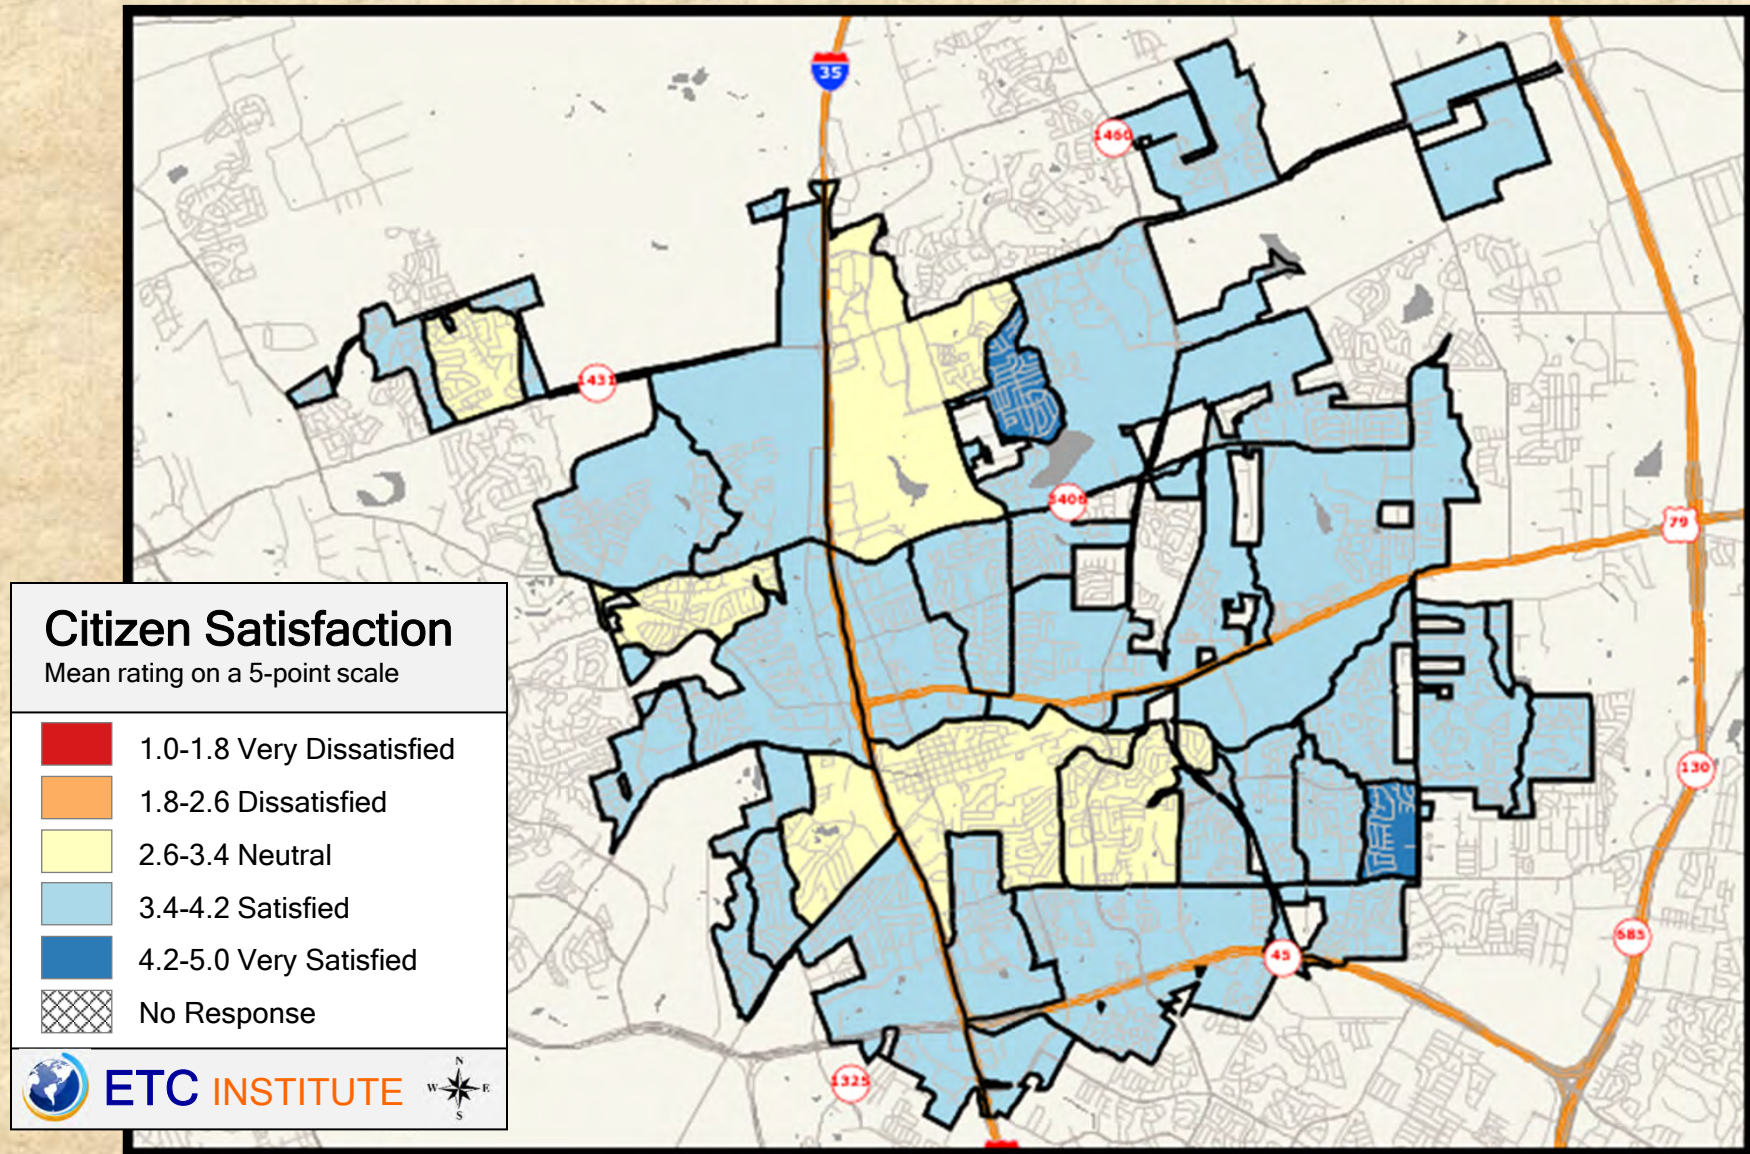 35
1460
1431
3406
79
Citizen Satisfaction
Mean rating on a 5-point scale
1.0-1.8 Very Dissatisfied
1.8-2.6 Dissatisfied
2.6-3.4 Neutral
3.4-4.2 Satisfied
4.2-5.0 Very Satisfied
No Response
130
685
45
1325
ETC INSTITUTE
N
W E
S